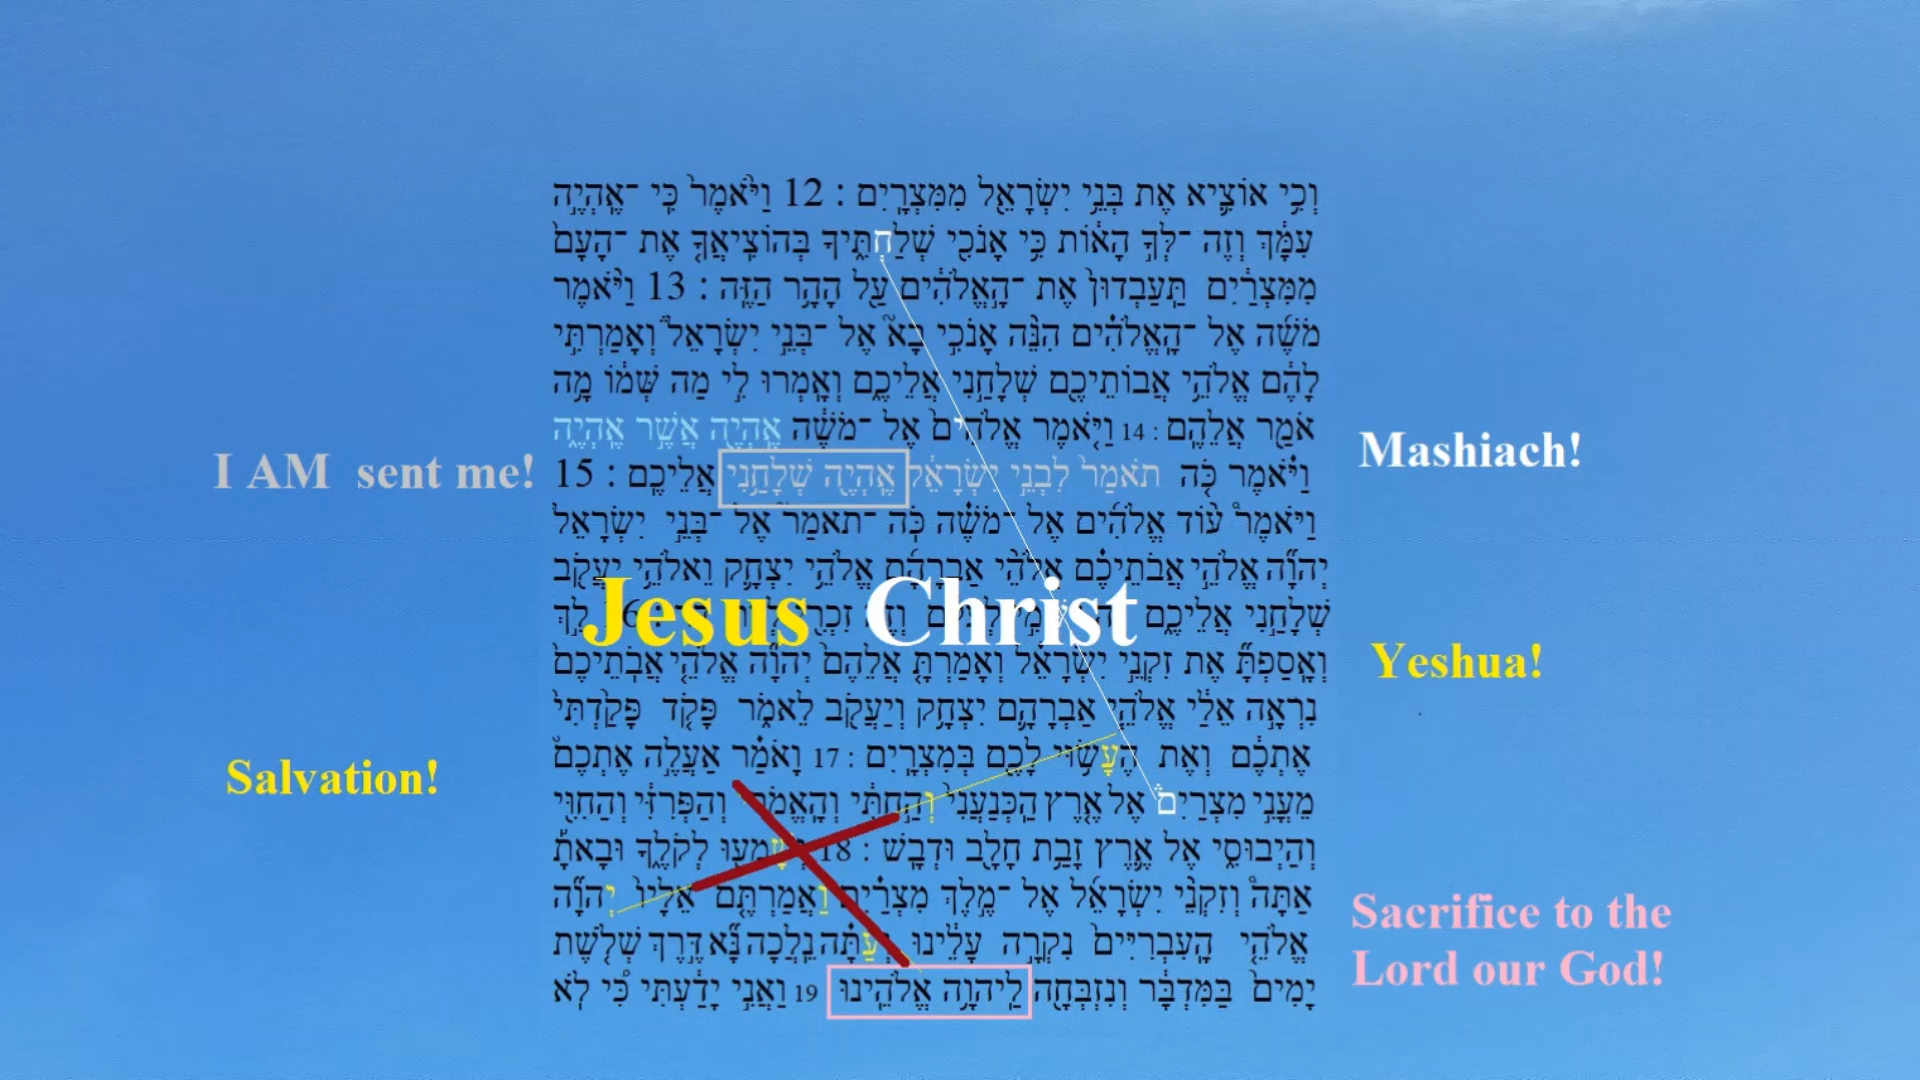 וְכִי אוֹצִיא אֶת בְּנֵי יִשְׂרָאֵל מִמִּצְרָיִם : 12 וַיֹּאמֶר כִּי ־אֶהְיֶה
עִמָּךְ וְזֶה ־לְּךָ הָאוֹת כִּי אָנֹכִי שְׁלַחְתִּיךָ בְּהוֹצִיאֲךָ אֶת ־הָעָם
מִמִּצְרַיִם תַּעַבְדוּן אֶת ־הָאֱלֹהִים עַל הָהָר הַזֶּה : 13 וַיֹּאמֶר
מֹשֶׁה אֶל ־הָאֱלֹהִים הִנֵּה אָנֹכִי בָא אֶל ־בְּנֵי יִשְׂרָאֵל וְאָמַרְתִּי
לָהֶם אֱלֹהֵי אֲבוֹתֵיכֶם שְׁלָחַנִי אֲלֵיכֶם וְאָמְרוּ לִי מַה שְּׁמוֹ מָה
אֹמַר אֲלֵהֶם : 14 וַיֹּאמֶר אֱלֹהִים אֶל ־מֹשֶׁה אֶהְיֶה אֲשֶׁר אֶהְיֶה
וַיֹּאמֶר כֹּה תֹאמַר לִבְנֵי יִשְׂרָאֵל אֶהְיֶה שְׁלָחַנִי אֲלֵיכֶם : 15
I AM sent me!
Mashiach!
וַיֹּאמֶר עוֹד אֱלֹהִים אֶל ־מֹשֶׁה כֹּה ־תֹאמַר אֶל ־בְּנֵי יִשְׂרָאֵל
יְהוָה אֱלֹהֵי אֲבֹתֵיכֶם אֱלֹהֵי אַבְרָהָם אֱלֹהֵי יִצְחָק וֵאלֹהֵי יַעֲקֹב
שְׁלָחַנִי אֲלֵיכֶם
Jesus Christ
וְאָסַפְתָּ אֶת זִקְנֵי יִשְׂרָאֵל וְאָמַרְתָּ אֲלֵהֶם יְהוָה אֱלֹהֵי אֲבֹתֵיכֶם
Yeshua!
נִרְאָה אֵלַי אֱלֹהֵי אַבְרָהָם יִצְחָק וְיַעֲקֹב לֵאמֹר פָּקֹד פָּקַדְתִּי
אֶתְכֶם וְאֶת הֶעָשׂוּי לָכֶם בְּמִצְרָיִם : 17 וָאֹמַר אַעֲלֶה אֶתְכֶם
Salvation!
מֵעֳנִי מִצְרַיִם אֶל אֶרֶץ הַכְּנַעֲנִי וְהַחִתִּי וְהָאֱמֹרִי וְהַפְּרִזִּי וְהַחִוִּי
וְהַיְבוּסִי אֶל אֶרֶץ זָבַת חָלָב וּדְבָשׁ : 18 וְשָׁמְעוּ לְקֹלֶךָ וּבָאתָ
אַתָּה וְזִקְנֵי יִשְׂרָאֵל אֶל ־מֶלֶךְ מִצְרַיִם וַאֲמַרְתֶּם אֵלָיו יְהוָה
אֱלֹהֵי הָעִבְרִיִּים נִקְרָה עָלֵינוּ וְעַתָּה נֵלֲכָה נָּא דֶּרֶךְ שְׁלֹשֶׁת
יָמִים בַּמִּדְבָּר וְנִזְבְּחָה לַיהוָה אֱלֹהֵינוּ 19 וַאֲנִי יָדַעְתִּי כִּי לֹא
Sacrifice to the
Lord our God!